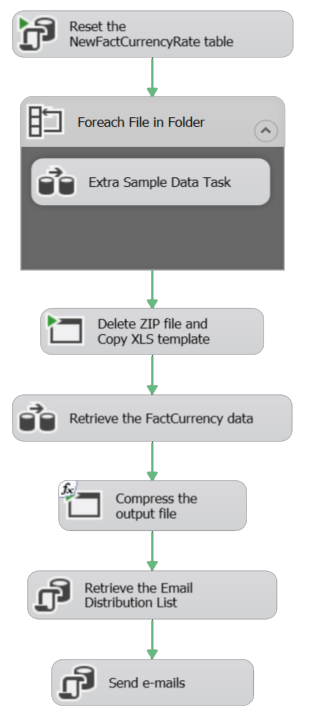 Reset the
NewFactCurrencyRate table
Foreach File in Folder
Extra Sample Data Task
Delete ZIP file and
Copy XLS template
Retrieve the FactCurrency data
fx
Compress the
output file
Retrieve the Email
Distribution List
Send e-mails